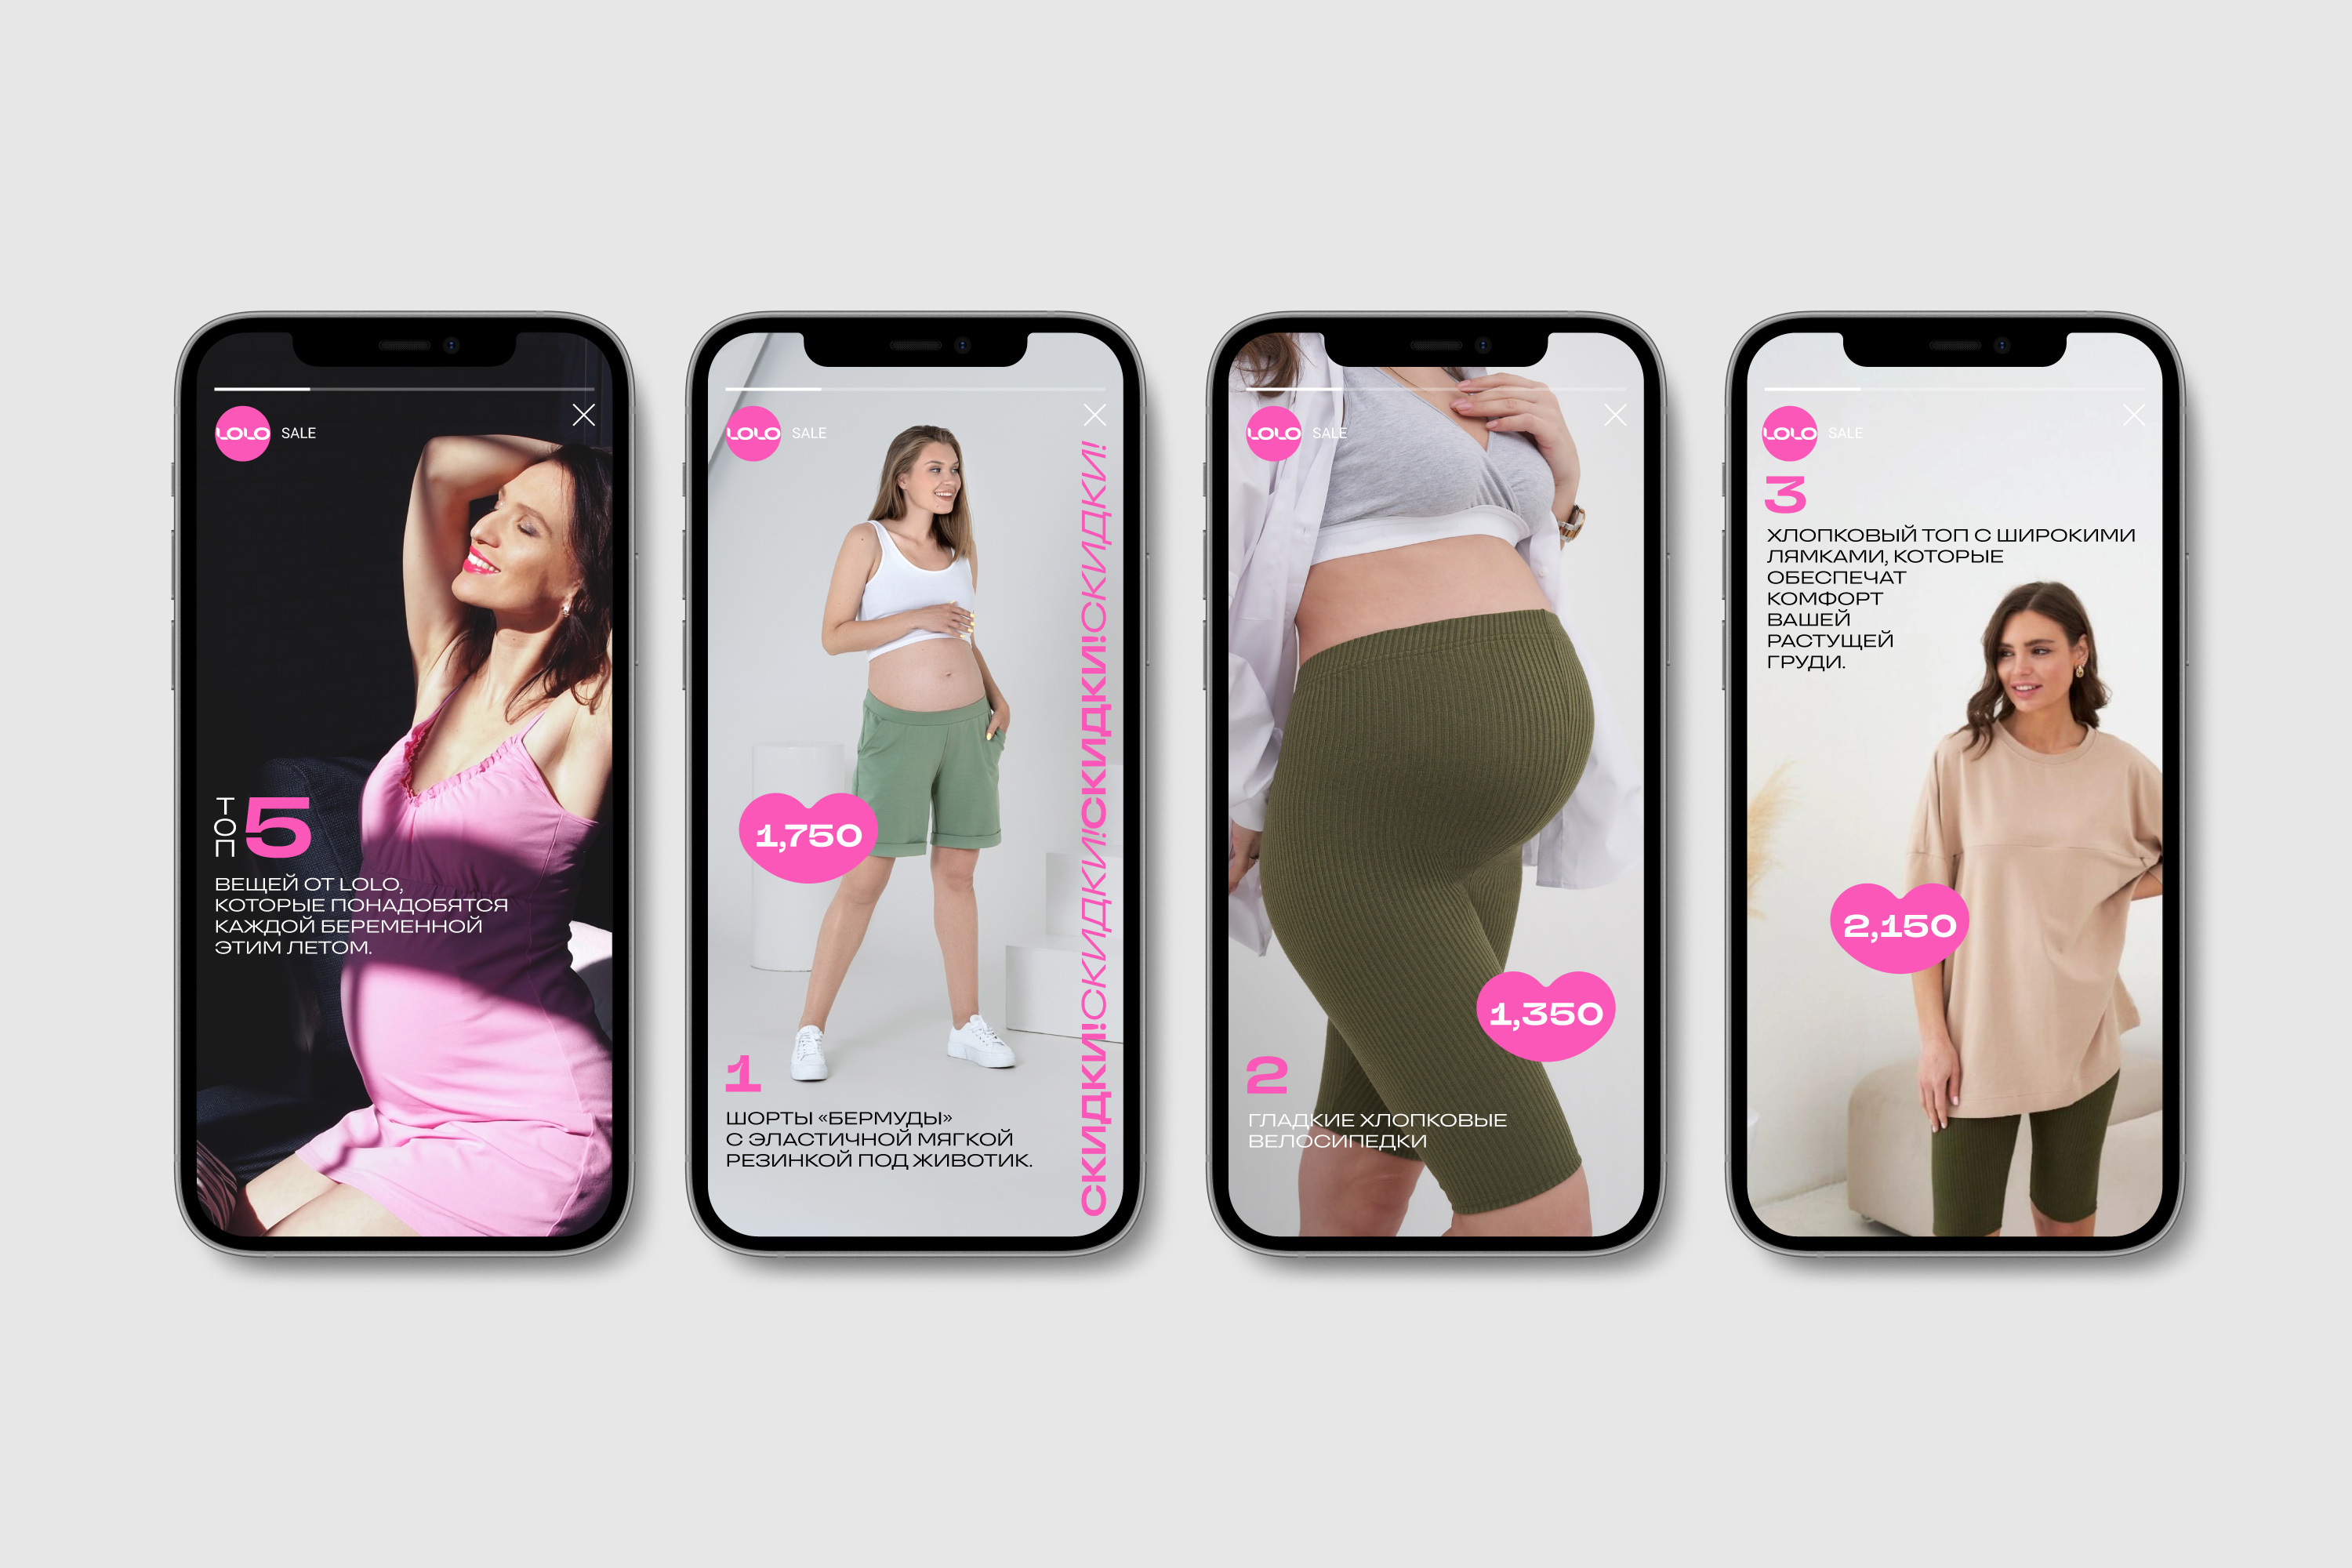 LOLO SALE
ТОП 5
ВЕЩЕЙ ОТ LOLO,
КОТОРЫЕ ПОНАДОБЯТСЯ
КАЖДОЙ БЕРЕМЕННОЙ
ЭТИМ ЛЕТОМ.
LOLO SALE
СКИДКИ!СКИДКИ!СКИДКИ!СКИДКИ!
1,750
1
ШОРТЫ «БЕРМУДЫ»
С ЭЛАСТИЧНОЙ МЯГКОЙ
РЕЗИНКОЙ ПОД ЖИВОТИК.
LOLO SALE
1,350
2
ГЛАДКИЕ ХЛОПКОВЫЕ
ВЕЛОСИПЕДКИ
LOLO SALE
3
ХЛОПКОВЫЙ ТОП С ШИРОКИМИ
ЛЯМКАМИ, КОТОРЫЕ
ОБЕСПЕЧАТ
КОМФОРТ
ВАШЕЙ
РАСТУЩЕЙ
ГРУДИ.
2,150